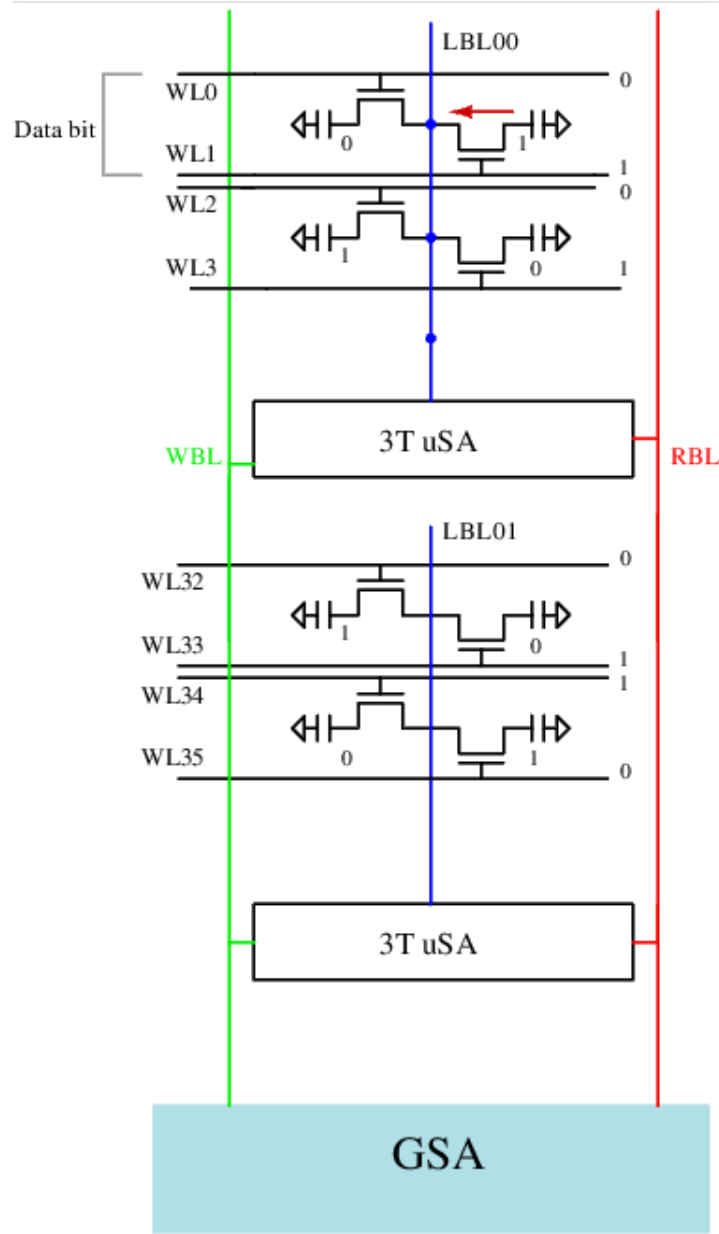 LBL00
WL0 0
Data bit
0 1
WL1 1
WL2 0
1 0
WL3 1
3T uSA
WBL RBL
LBL01
WL32 0
1 0
WL33 1
WL34 1
0 1
WL35 0
3T uSA
GSA